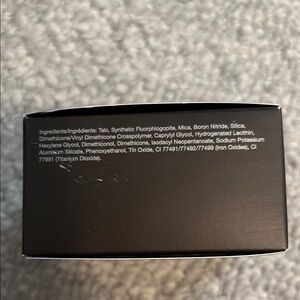 Ingredients/Ingrédients: Talc, Synthetic Fluorphlogopite, Mica, Boron Nitride, Silica,
Dimethicone/Vinyl Dimethicone Crosspolymer, Caprylyl Glycol, Hydrogenated Lecithin,
Hexylene Glycol, Dimethiconol, Dimethicone, Isodecyl Neopentanoate, Sodium Potassium
Aluminum Silicate, Phenoxyethanol, Tin Oxide, CI 77491/77492/77499 (Iron Oxides), CI
77891 (Titanium Dioxide).